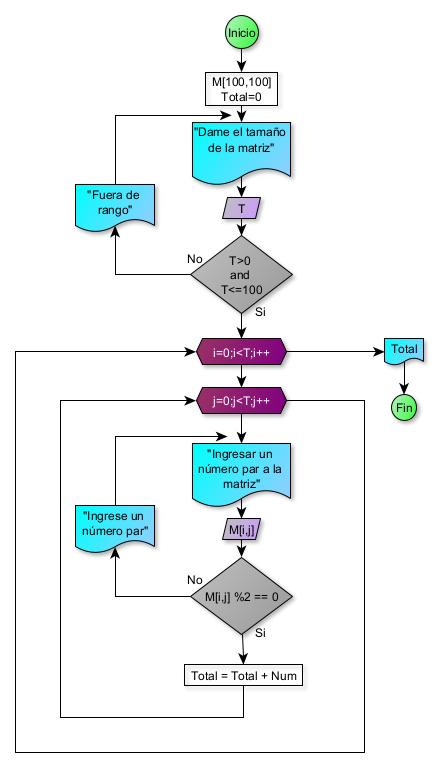 Inicio
M[100,100]
Total=0
"Dame el tamaño
de la matriz"
"Fuera de
rango"
T
No
T>0
and
T<=100
Si
i=0;i<T;i++
Total
j=0;j<T;j++
Fin
"Ingresar un
número par a la
matriz"
"Ingrese un
número par"
M[i,j]
No
M[i,j] %2 == 0
Si
Total = Total + Num